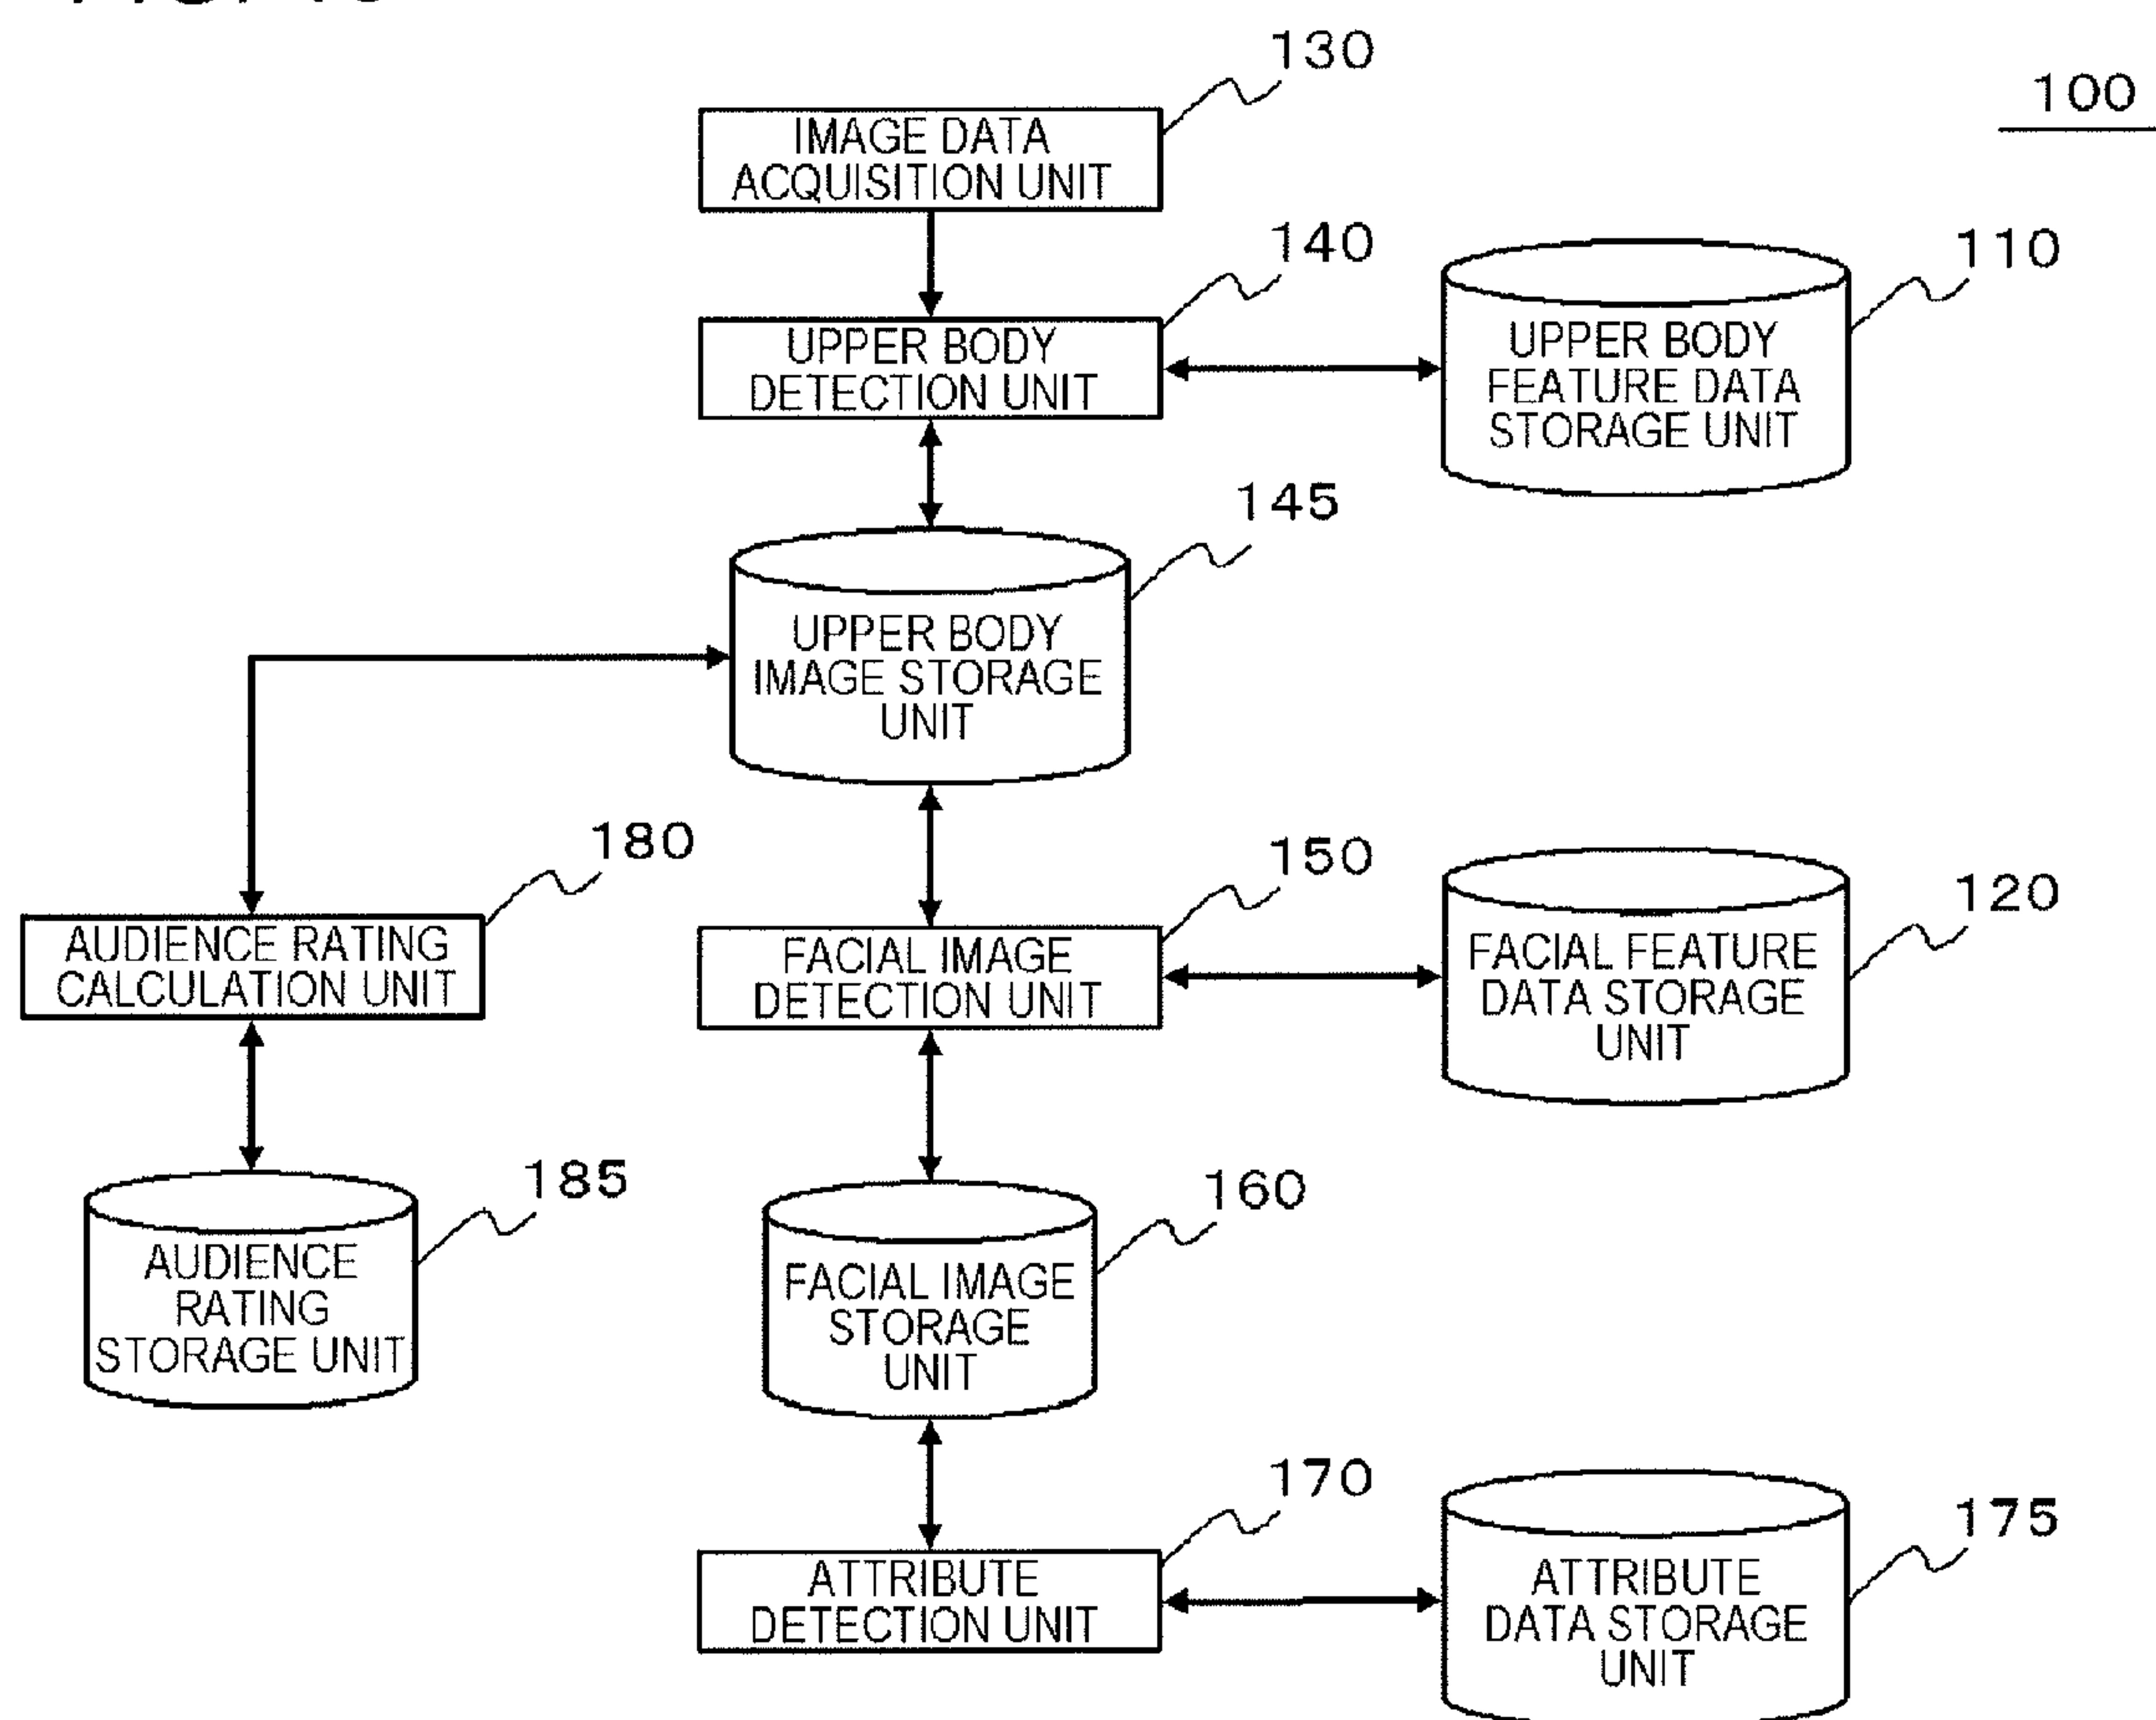 130
100
IMAGE DATA
ACQUISITION UNIT
140
110
UPPER BODY
DETECTION UNIT
UPPER BODY
FEATURE DATA
STORAGE UNIT
145
UPPER BODY
IMAGE STORAGE
UNIT
180
150
120
AUDIENCE RATING
CALCULATION UNIT
FACIAL IMAGE
DETECTION UNIT
FACIAL FEATURE
DATA STORAGE
UNIT
185
160
AUDIENCE
RATING
STORAGE UNIT
FACIAL IMAGE
STORAGE
UNIT
170
175
ATTRIBUTE
DETECTION UNIT
ATTRIBUTE
DATA STORAGE
UNIT